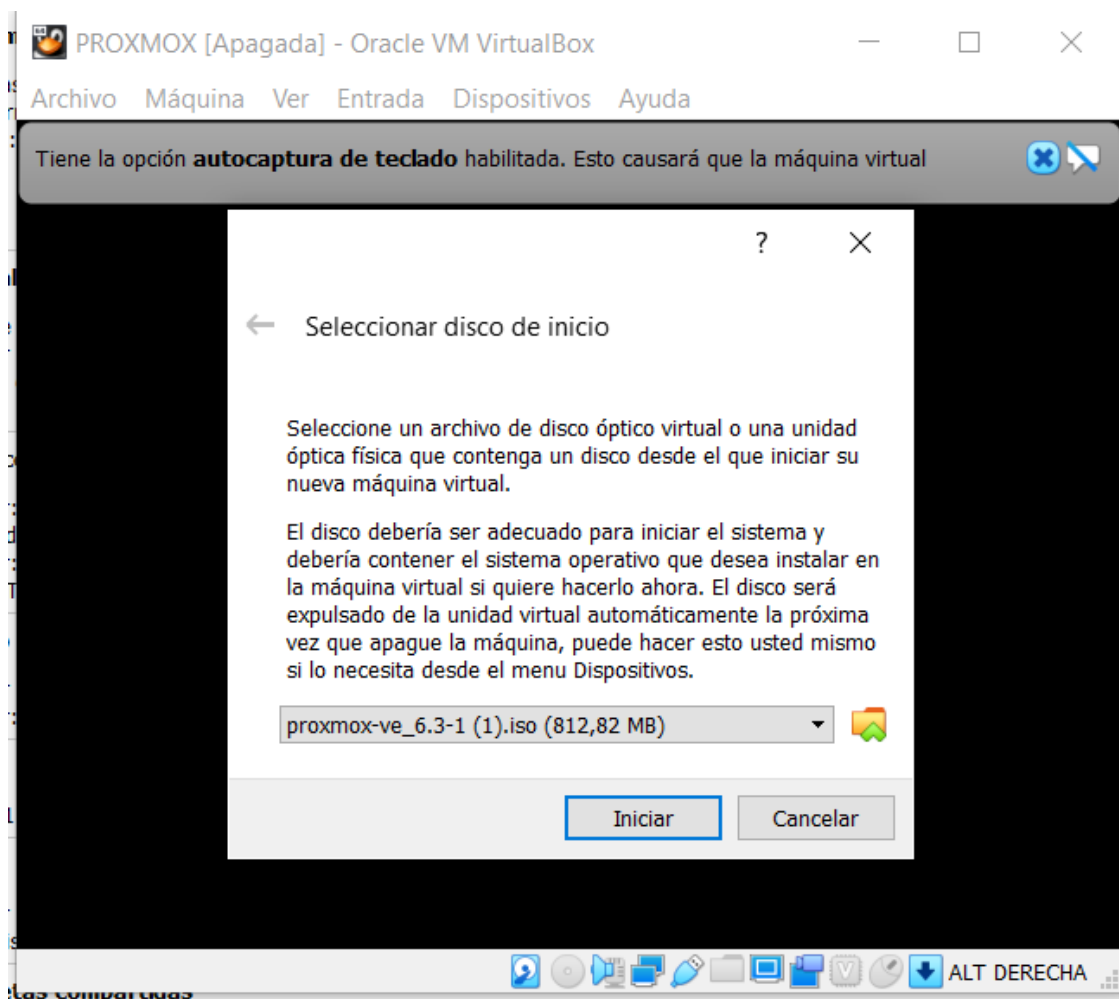 PROXMOX [Apagada] - Oracle VM VirtualBox
Archivo Máquina Ver Entrada Dispositivos Ayuda
Tiene la opción autocaptura de teclado habilitada. Esto causará que la máquina virtual
?
Seleccionar disco de inicio
Seleccione un archivo de disco óptico virtual o una unidad
óptica física que contenga un disco desde el que iniciar su
nueva máquina virtual.
El disco debería ser adecuado para iniciar el sistema y
debería contener el sistema operativo que desea instalar en
la máquina virtual si quiere hacerlo ahora. El disco será
expulsado de la unidad virtual automáticamente la próxima
vez que apague la máquina, puede hacer esto usted mismo
si lo necesita desde el menu Dispositivos.
proxmox-ve_6.3-1 (1).iso (812,82 MB)
Iniciar Cancelar
ALT DERECHA